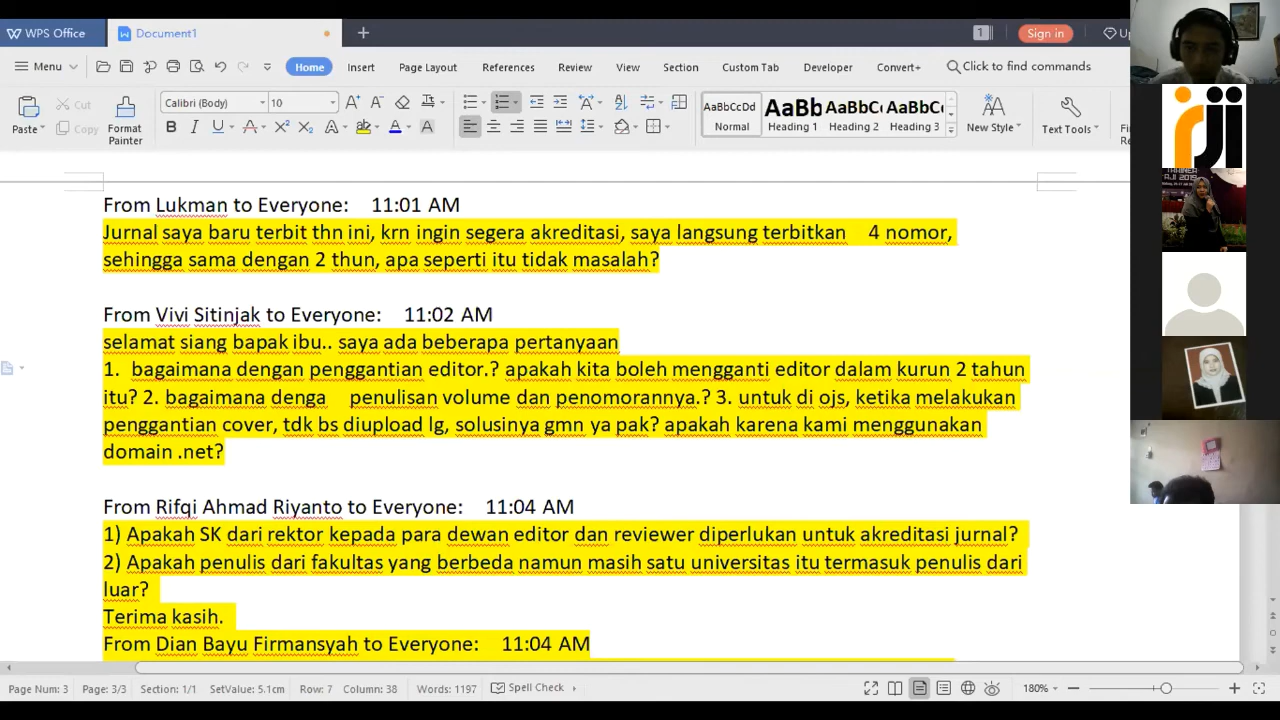 WPS Office
Document1
1
Sign in
Up
Menu
Home
Insert
Page Layout
References
Review
View
Section
Custom Tab
Developer
Convert+
Click to find commands
Paste
Cut
Copy
Format Painter
Calibri (Body)
10
AaBbCcDd
Normal
AaBb
Heading 1
AaBbC
Heading 2
AaBbC
Heading 3
New Style
Text Tools
From Lukman to Everyone: 11:01 AM
Jurnal saya baru terbit thn ini, krn ingin segera akreditasi, saya langsung terbitkan 4 nomor,
sehingga sama dengan 2 thun, apa seperti itu tidak masalah?
From Vivi Sitinjak to Everyone: 11:02 AM
selamat siang bapak ibu.. saya ada beberapa pertanyaan
1. bagaimana dengan penggantian editor.? apakah kita boleh mengganti editor dalam kurun 2 tahun
itu? 2. bagaimana denga penulisan volume dan penomorannya.? 3. untuk di ojs, ketika melakukan
penggantian cover, tdk bs diupload lg, solusinya gmn ya pak? apakah karena kami menggunakan
domain .net?
From Rifqi Ahmad Riyanto to Everyone: 11:04 AM
1) Apakah SK dari rektor kepada para dewan editor dan reviewer diperlukan untuk akreditasi jurnal?
2) Apakah penulis dari fakultas yang berbeda namun masih satu universitas itu termasuk penulis dari
luar?
Terima kasih.
From Dian Bayu Firmansyah to Everyone: 11:04 AM
Page Num: 3
Page: 3/3
Section: 1/1
SetValue: 5.1cm
Row: 7
Column: 38
Words: 1197
Spell Check
180%